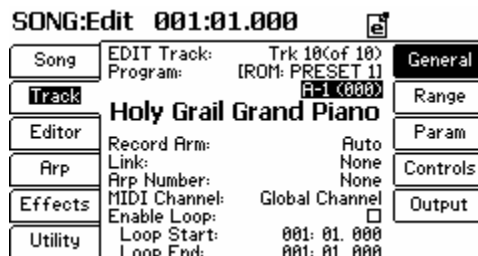 SONG:Edit 001:01.000 e
Song
Track
Editor
Arp
Effects
Utility
EDIT Track: Trk 10(of 10)
Program: [ROM: PRESET 1]
A-1 (000)
Holy Grail Grand Piano
Record Arm: Auto
Link: None
Arp Number: None
MIDI Channel: Global Channel
Enable Loop:
Loop Start: 001: 01. 000
Loop End: 001: 01. 000
General
Range
Param
Controls
Output